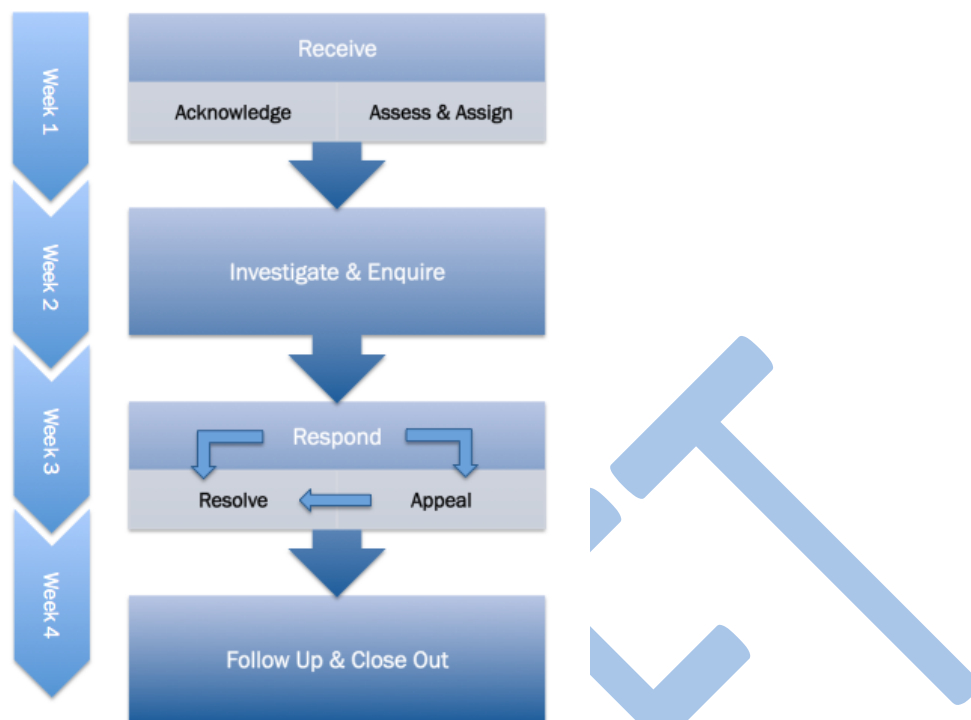 Week 1
Receive
Acknowledge
Assess & Assign
Week 2
Investigate & Enquire
Week 3
Respond
Resolve
Appeal
Week 4
Follow Up & Close Out